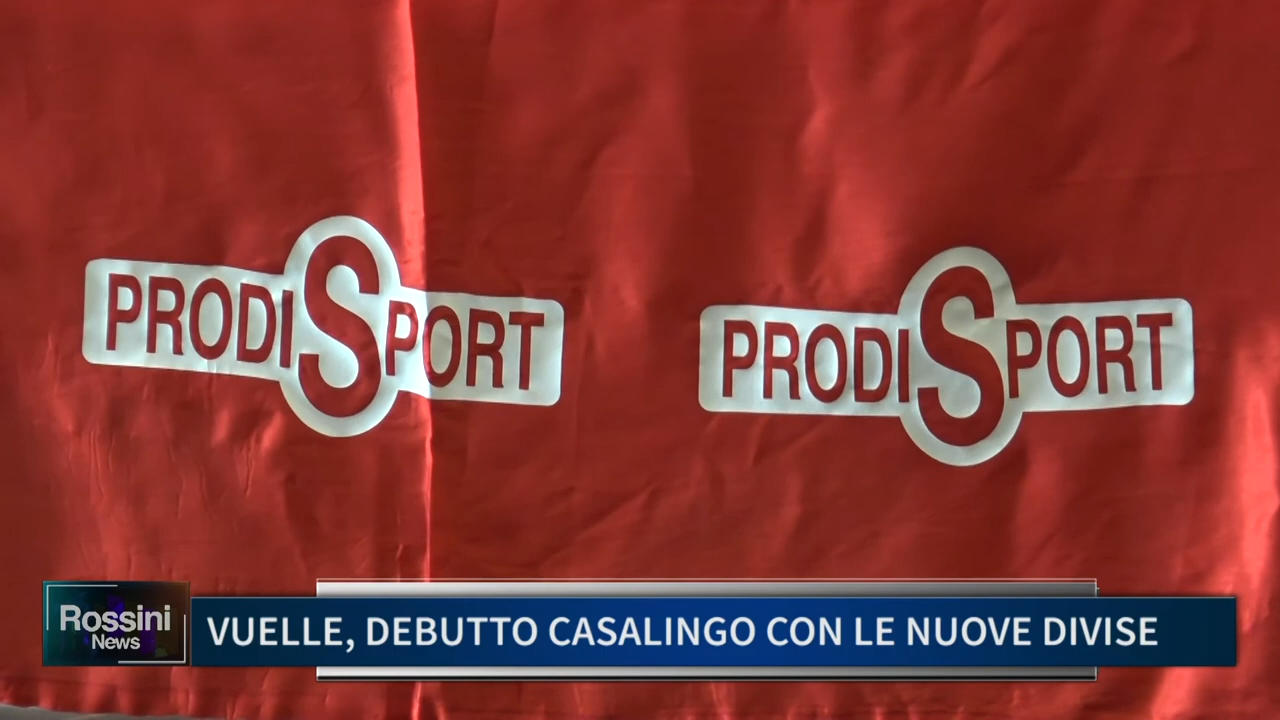 PRODISPORT
PRODISPORT
Rossini
News
VUELLE, DEBUTTO CASALINGO CON LE NUOVE DIVISE